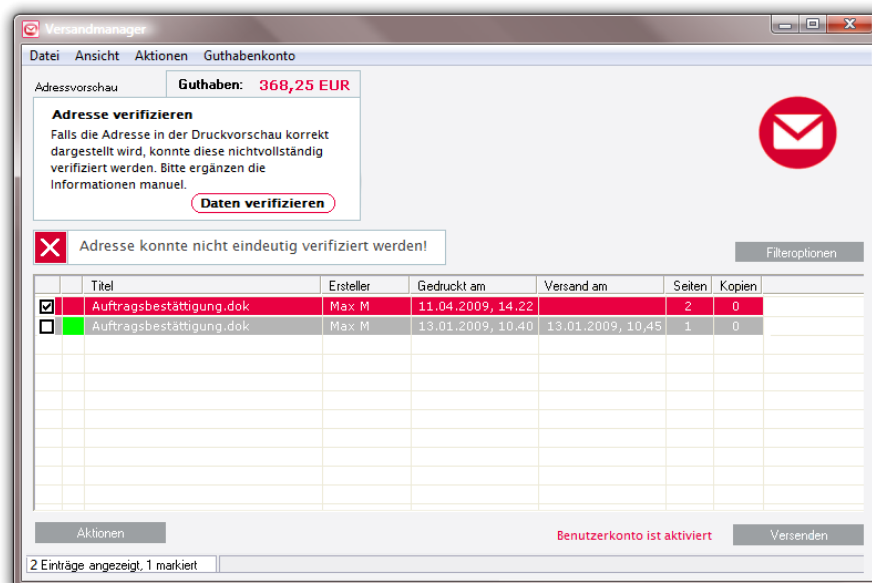 Versandmanager
Datei Ansicht Aktionen Guthabenkonto
Adressvorschau Guthaben: 368,25 EUR
Adresse verifizieren
Falls die Adresse in der Druckvorschau korrekt
dargestellt wird, konnte diese nichtvollständig
verifiziert werden. Bitte ergänzen die
Informationen manuel.
Daten verifizieren
Adresse konnte nicht eindeutig verifiziert werden!
Filteroptionen
Titel Ersteller Gedruckt am Versand am Seiten Kopien
Auftragsbestättigung.dok Max M 11.04.2009, 14.22 2 0
Auftragsbestättigung.dok Max M 13.01.2009, 10.40 13.01.2009, 10,45 1 0
Aktionen Benutzerkonto ist aktiviert Versenden
2 Einträge angezeigt, 1 markiert